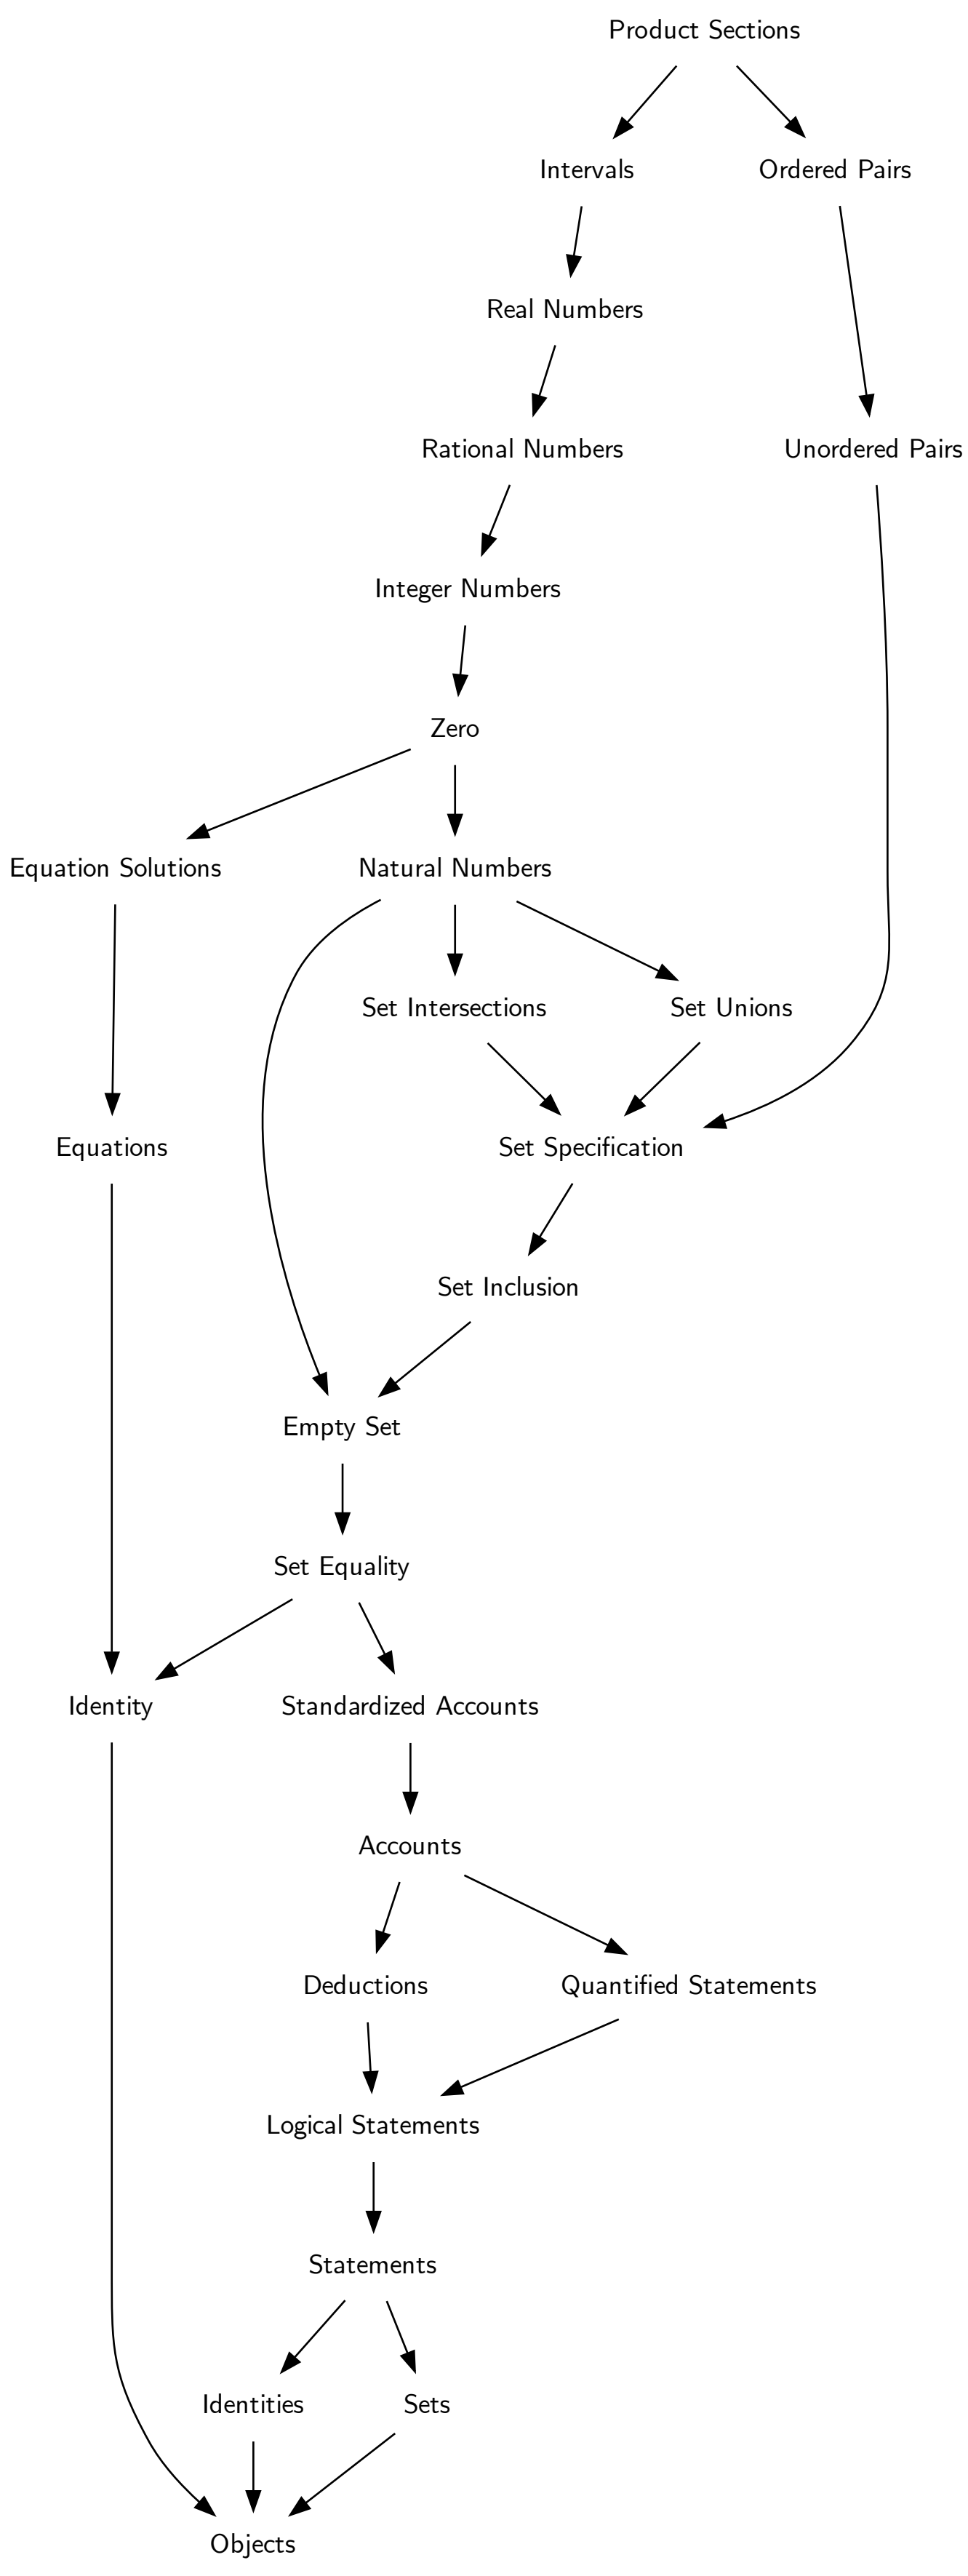 Product Sections
Intervals
Ordered Pairs
Real Numbers
Rational Numbers
Unordered Pairs
Integer Numbers
Zero
Equation Solutions
Natural Numbers
Set Intersections
Set Unions
Equations
Set Specification
Set Inclusion
Empty Set
Set Equality
Identity
Standardized Accounts
Accounts
Deductions
Quantified Statements
Logical Statements
Statements
Identities
Sets
Objects